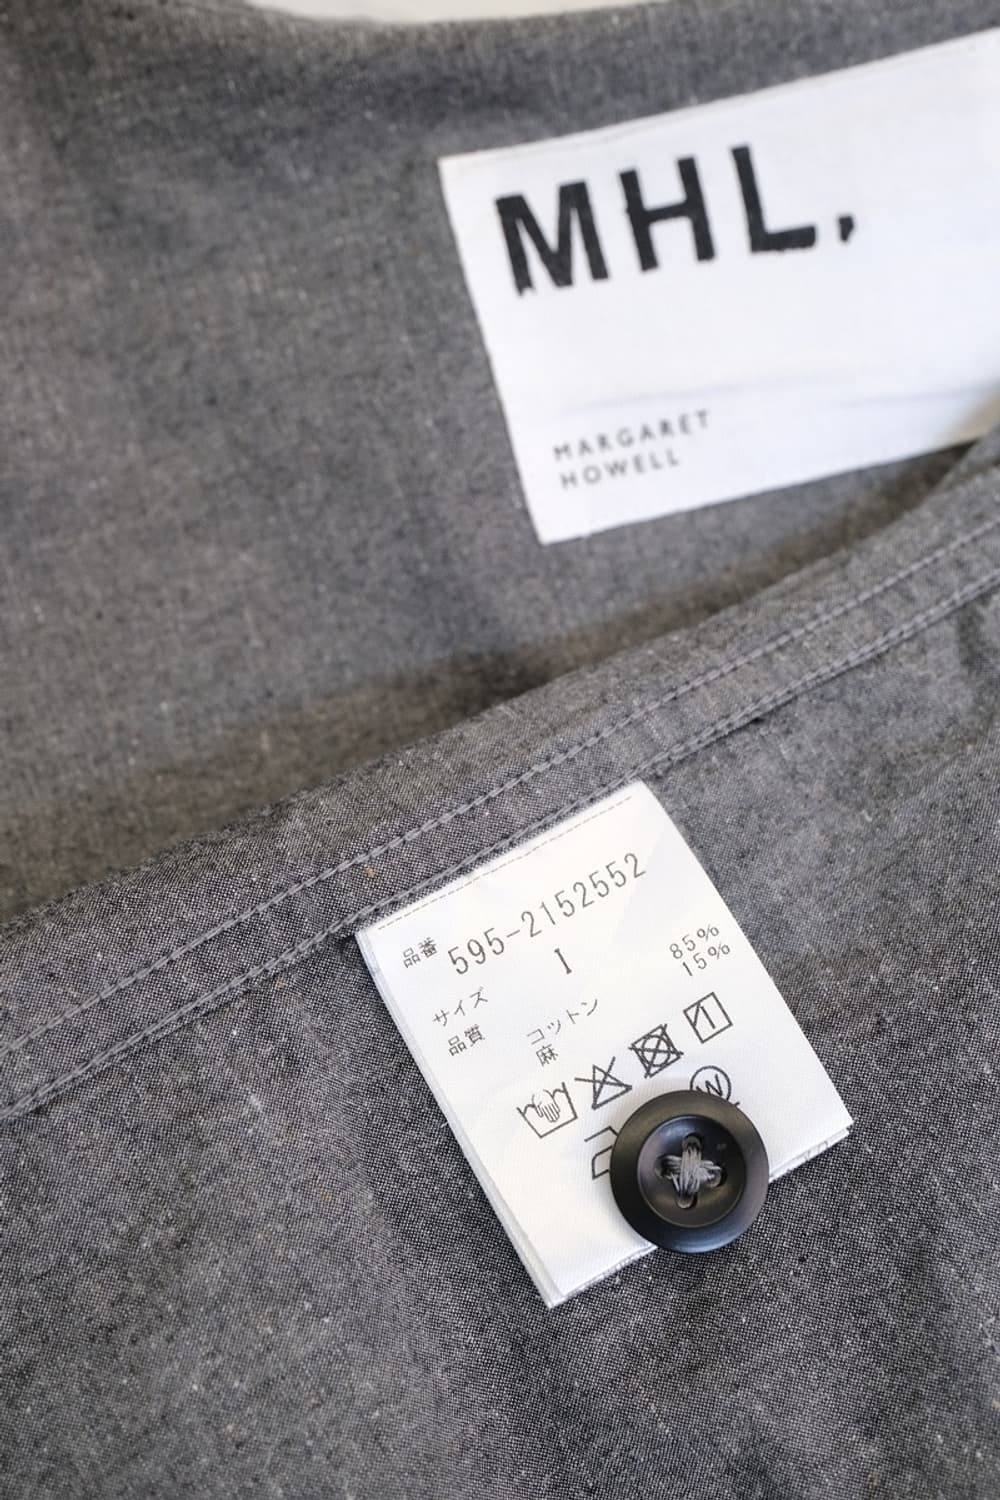 MHL.
MARGARET
HOWELL
品番 595-2152552
サイズ I
品質 コットン 85%
麻 15%
W